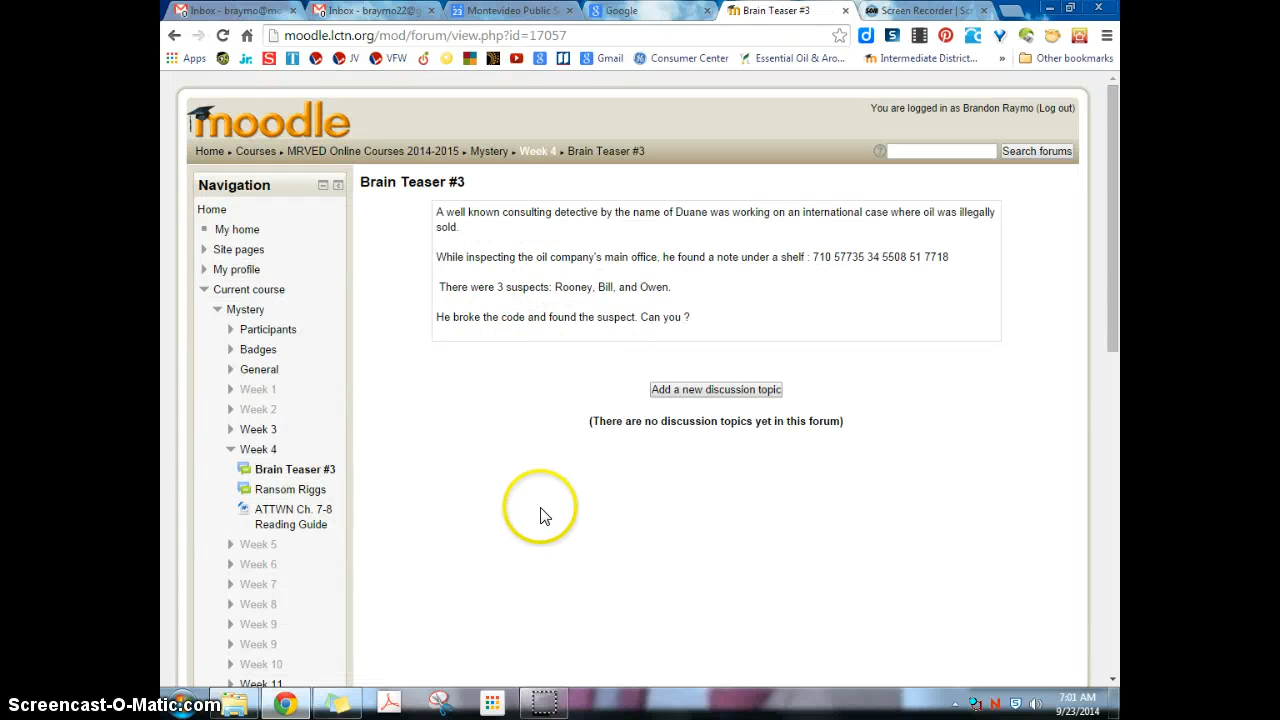 Inbox - braymo@m
Inbox - braymo22@g
Montevideo Public S
Google
Brain Teaser #3
Screen Recorder | Sc
moodle.lctn.org/mod/forum/view.php?id=17057
Apps
Jr.
JV
VFW
Gmail
Consumer Center
Essential Oil & Aro...
Intermediate District...
»
Other bookmarks
moodle
You are logged in as Brandon Raymo (Log out)
Home ▸ Courses ▸ MRVED Online Courses 2014-2015 ▸ Mystery ▸ Week 4 ▸ Brain Teaser #3
Search forums
Navigation
Home
My home
Site pages
My profile
Current course
Mystery
Participants
Badges
General
Week 1
Week 2
Week 3
Week 4
Brain Teaser #3
Ransom Riggs
ATTWN Ch. 7-8
Reading Guide
Week 5
Week 6
Week 7
Week 8
Week 9
Week 9
Week 10
Week 11
Brain Teaser #3
A well known consulting detective by the name of Duane was working on an international case where oil was illegally
sold.
While inspecting the oil company's main office, he found a note under a shelf : 710 57735 34 5508 51 7718
There were 3 suspects: Rooney, Bill, and Owen.
He broke the code and found the suspect. Can you ?
Add a new discussion topic
(There are no discussion topics yet in this forum)
7:01 AM
9/23/2014
Screencast-O-Matic.com